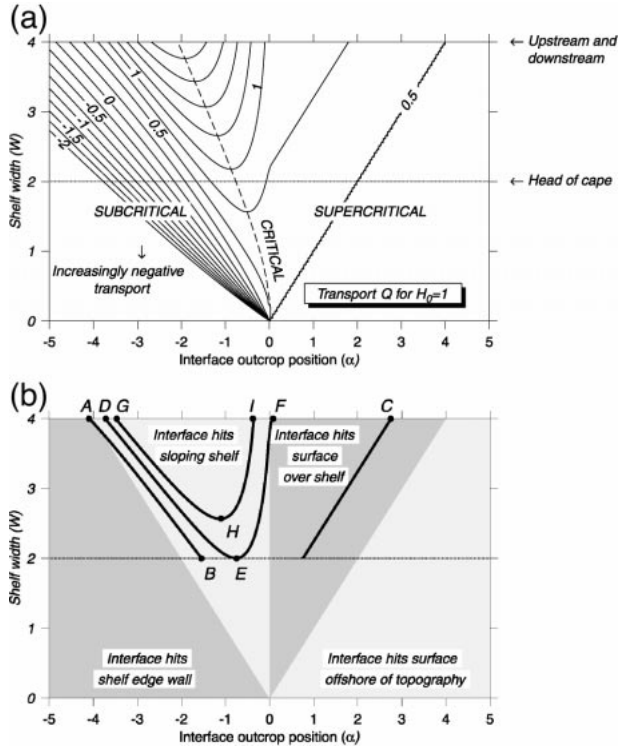 (a)
4
3
2
1
0
Shelf width (W)
-5 -4 -3 -2 -1 0 1 2 3 4 5
Interface outcrop position (α)
-2
-1.5
-1
-0.5
0
0.5
1
1
0.5
SUBCRITICAL
CRITICAL
SUPERCRITICAL
↓
Increasingly negative
transport
Transport Q for H₀=1
← Upstream and
downstream
← Head of cape
(b)
A D G I F C
4
3
2
1
0
Shelf width (W)
Interface hits
sloping shelf
Interface hits
surface
over shelf
H
B E
Interface hits
shelf edge wall
Interface hits surface
offshore of topography
-5 -4 -3 -2 -1 0 1 2 3 4 5
Interface outcrop position (α)